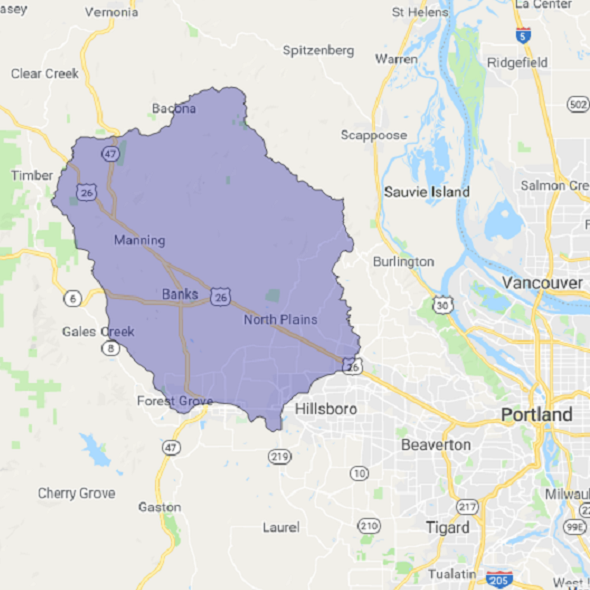 asey
Vernonia
St Helens
La Center
5
Spitzenberg
Warren
Ridgefield
Clear Creek
Bacona
502
Scappoose
47
Timber
26
Sauvie Island
Salmon Cre
F
Manning
Burlington
Vancouver
6
Banks
26
30
Gales Creek
North Plains
8
26
Forest Grove
Hillsboro
Portland
47
Beaverton
219
10
Cherry Grove
Gaston
217
Milwau
22
Laurel
210
Tigard
99E
Tualatin
205
West L